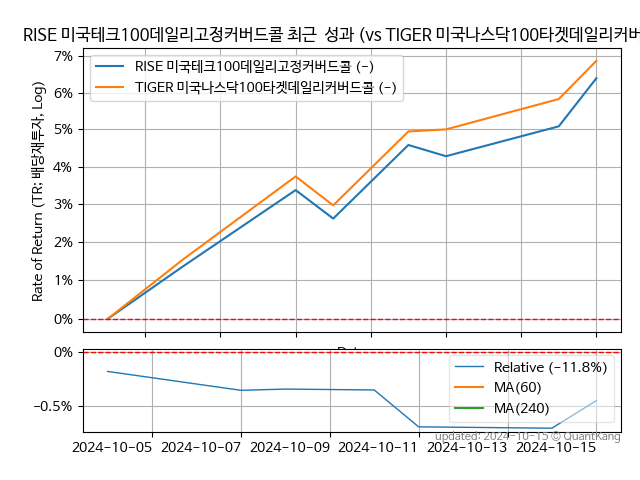 RISE 미국테크100데일리고정커버드콜 최근 성과 (vs TIGER 미국나스닥100타겟데일리커버
7%
6%
5%
4%
3%
2%
1%
0%
Rate of Return (TR; 배당재투자, Log)
RISE 미국테크100데일리고정커버드콜 (-)
TIGER 미국나스닥100타겟데일리커버드콜 (-)
0%
-0.5%
Relative (-11.8%)
MA(60)
MA(240)
updated: 2024-10-15 © QuantKang
2024-10-05 2024-10-07 2024-10-09 2024-10-11 2024-10-13 2024-10-15